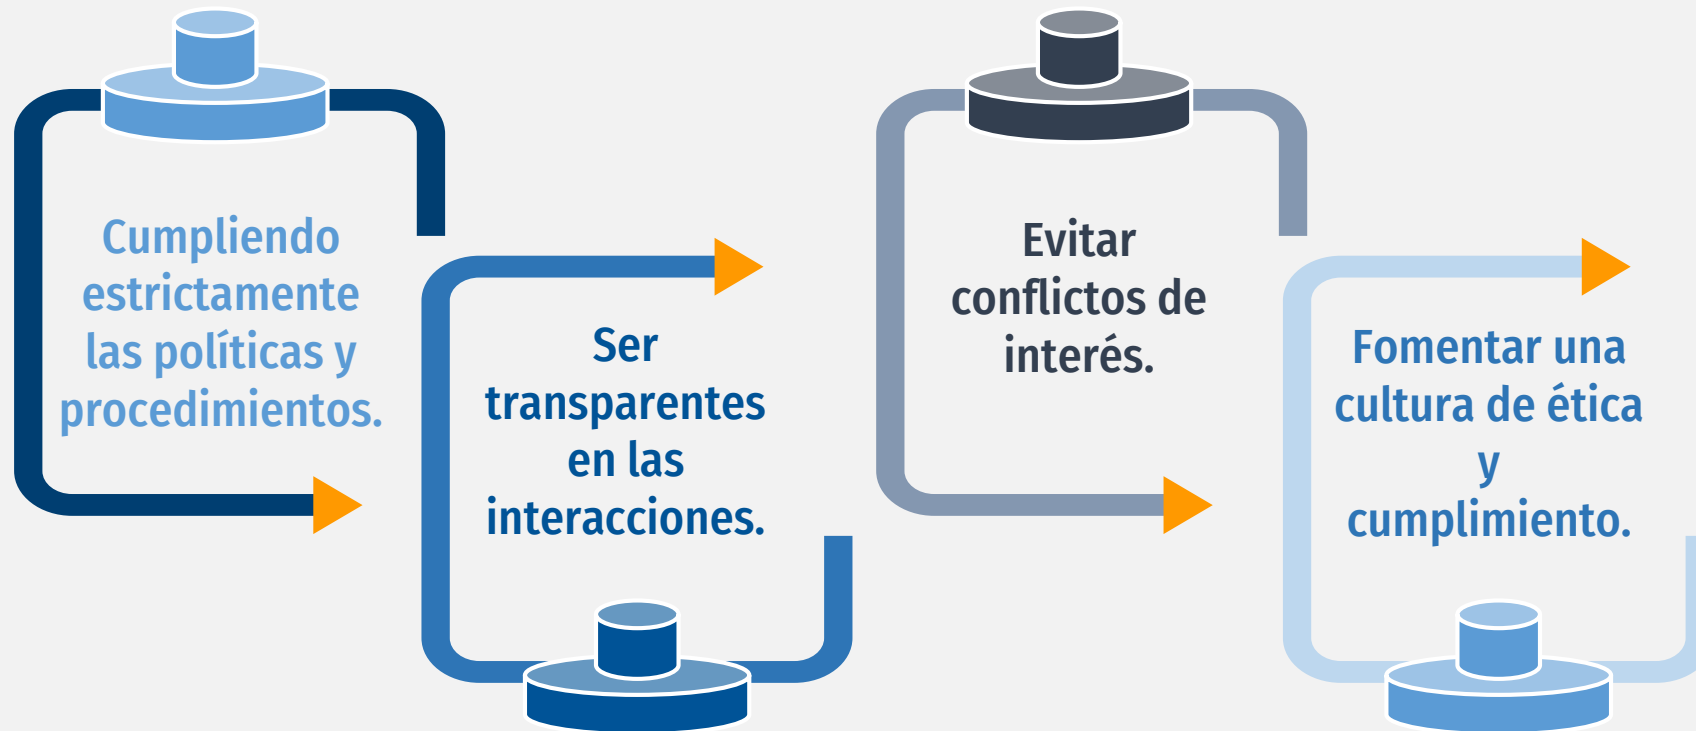 Cumpliendo
estrictamente
las políticas y
procedimientos.
Ser
transparentes
en las
interacciones.
Evitar
conflictos de
interés.
Fomentar una
cultura de ética
y
cumplimiento.